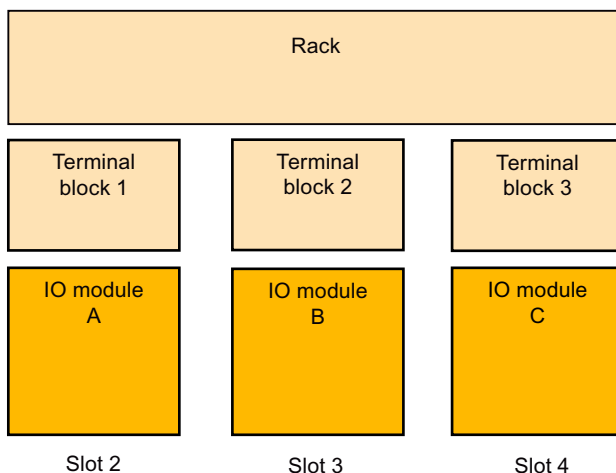 Rack
Terminal
block 1
Terminal
block 2
Terminal
block 3
IO module
A
IO module
B
IO module
C
Slot 2
Slot 3
Slot 4